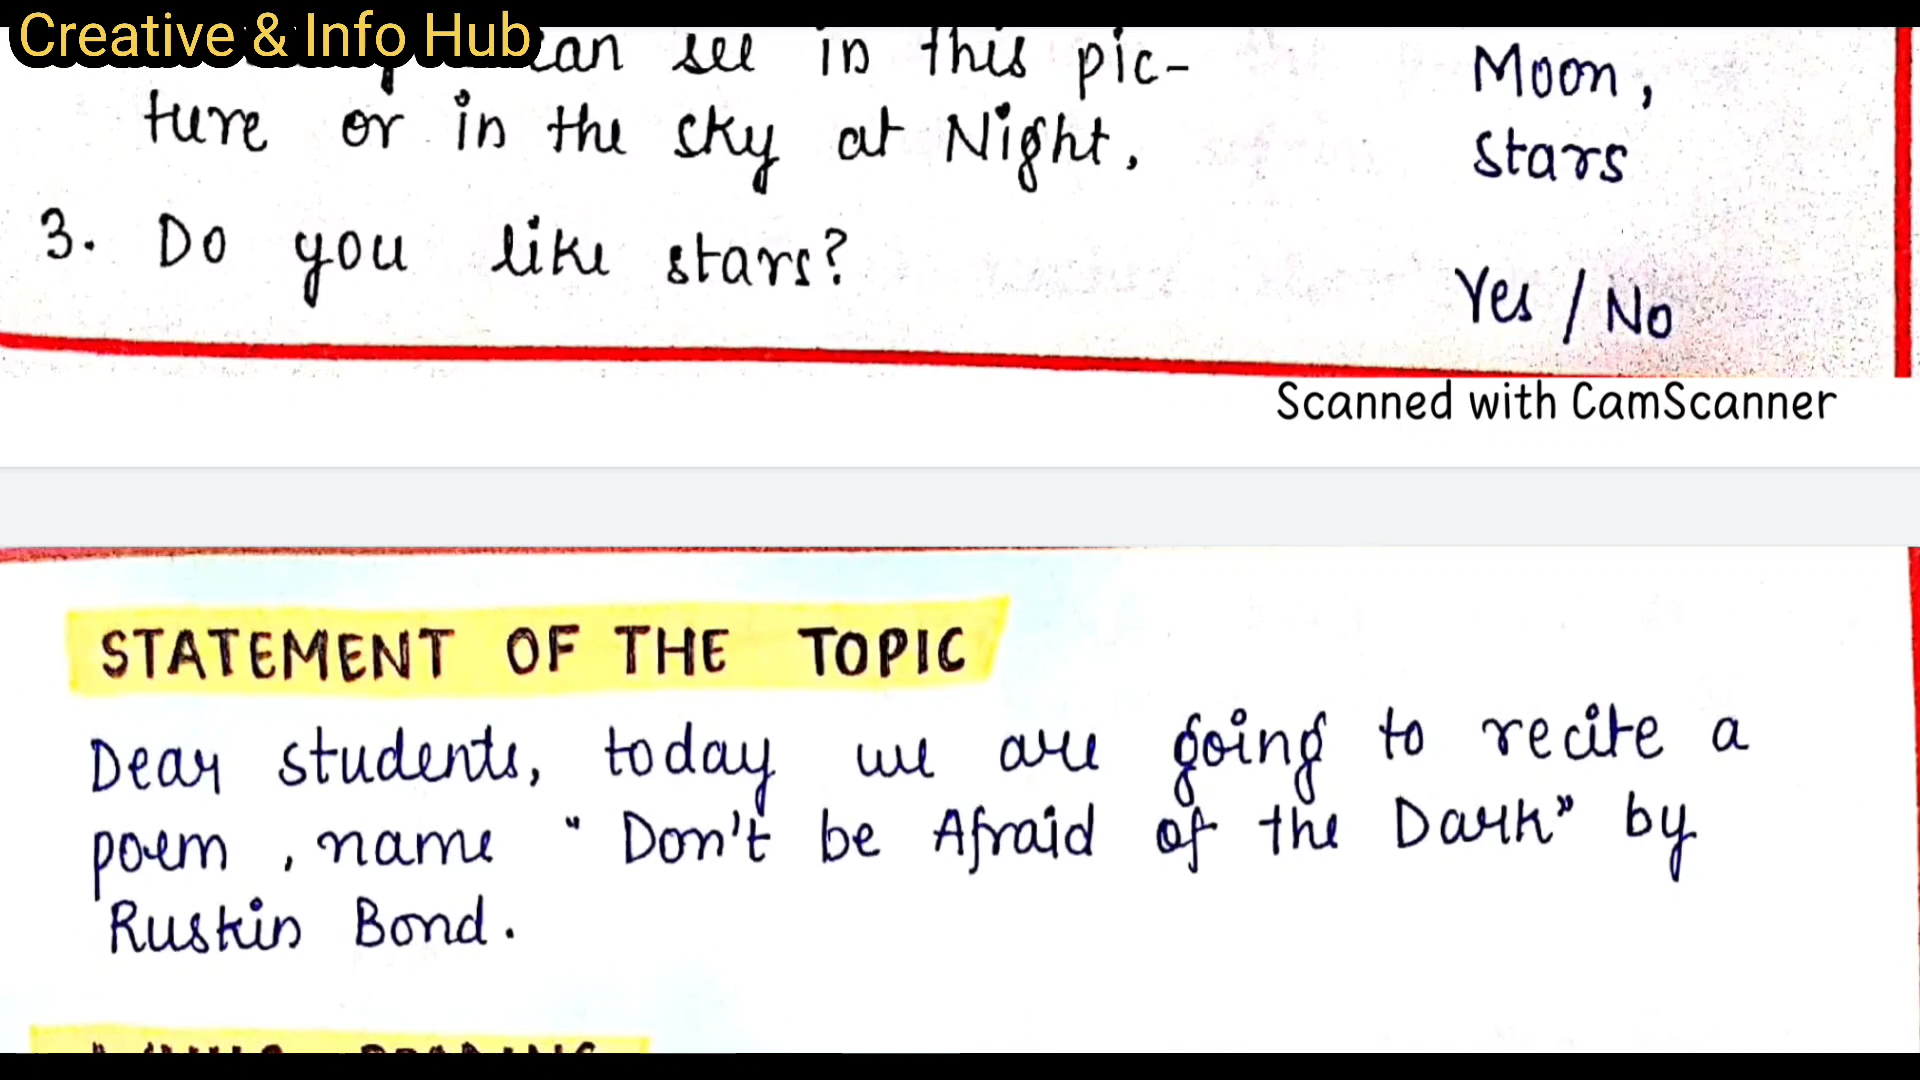 Creative & Info Hub
can see in this pic-
ture or in the sky at Night.
Moon,
stars
3. Do you like stars?
Yes / No
Scanned with CamScanner
STATEMENT OF THE TOPIC
Dear students, today we are going to recite a
poem, name "Don't be Afraid of the Dark" by
Ruskin Bond.